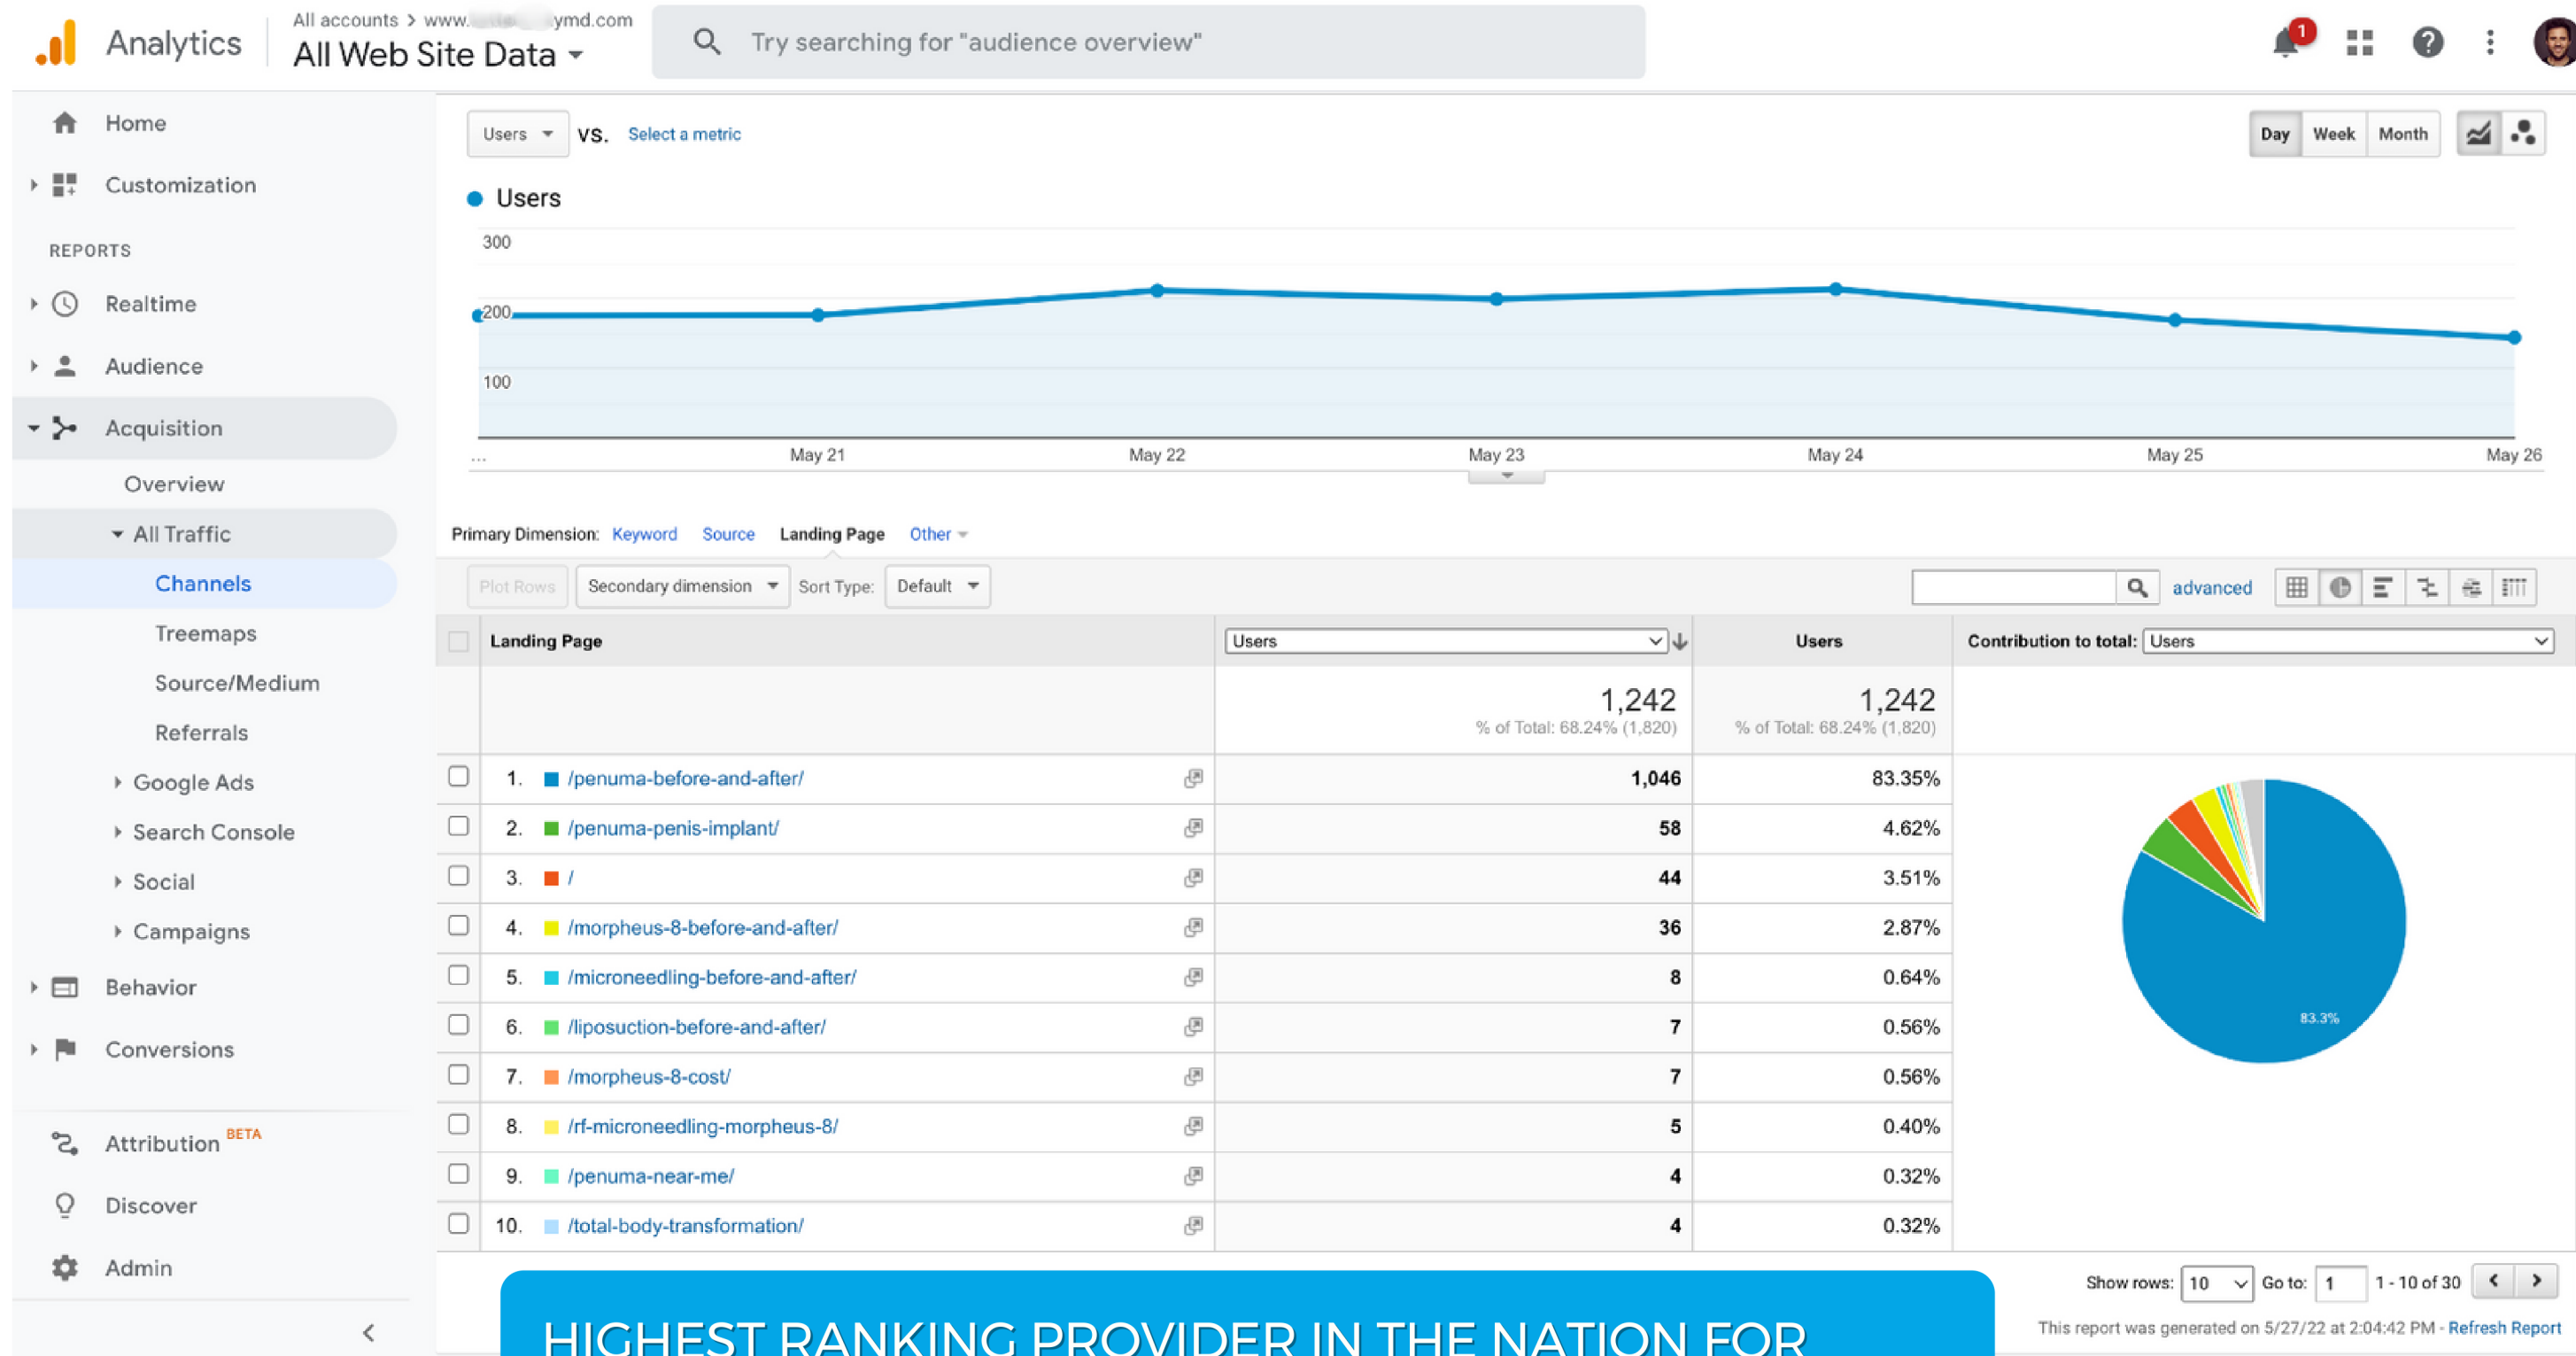 All accounts > www. ymd.com
Analytics
All Web Site Data
Try searching for "audience overview"
1
Home
Customization
REPORTS
Realtime
Audience
Acquisition
Overview
All Traffic
Channels
Treemaps
Source/Medium
Referrals
Google Ads
Search Console
Social
Campaigns
Behavior
Conversions
Attribution BETA
Discover
Admin
Users VS. Select a metric
Day Week Month
Users
300
200
100
... May 21 May 22 May 23 May 24 May 25 May 26
Primary Dimension: Keyword Source Landing Page Other
Plot Rows Secondary dimension Sort Type: Default advanced
Landing Page Users Users Contribution to total: Users
1,242 1,242
% of Total: 68.24% (1,820) % of Total: 68.24% (1,820)
1. /penuma-before-and-after/ 1,046 83.35%
2. /penuma-penis-implant/ 58 4.62%
3. / 44 3.51%
4. /morpheus-8-before-and-after/ 36 2.87%
5. /microneedling-before-and-after/ 8 0.64%
6. /liposuction-before-and-after/ 7 0.56%
7. /morpheus-8-cost/ 7 0.56%
8. /rf-microneedling-morpheus-8/ 5 0.40%
9. /penuma-near-me/ 4 0.32%
10. /total-body-transformation/ 4 0.32%
83.3%
Show rows: 10 Go to: 1 1 - 10 of 30
This report was generated on 5/27/22 at 2:04:42 PM - Refresh Report
HIGHEST RANKING PROVIDER IN THE NATION FOR